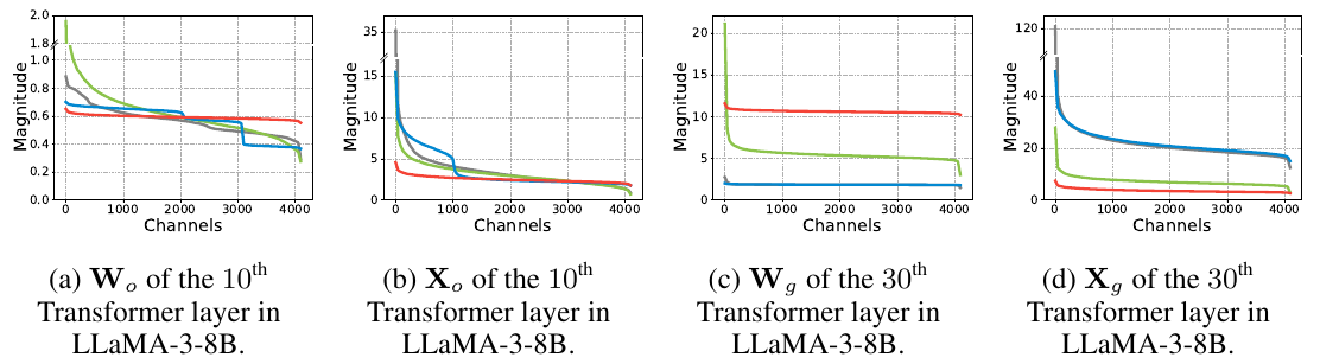 2.0
1.8
1.0
0.8
0.6
0.4
0.2
0.0
Magnitude
0 1000 2000 3000 4000
Channels
35
15
10
5
0
Magnitude
0 1000 2000 3000 4000
Channels
20
15
10
5
0
Magnitude
0 1000 2000 3000 4000
Channels
120
40
20
0
Magnitude
0 1000 2000 3000 4000
Channels
(a) Wₒ of the 10th
Transformer layer in
LLaMA-3-8B.
(b) Xₒ of the 10th
Transformer layer in
LLaMA-3-8B.
(c) W_g of the 30th
Transformer layer in
LLaMA-3-8B.
(d) X_g of the 30th
Transformer layer in
LLaMA-3-8B.